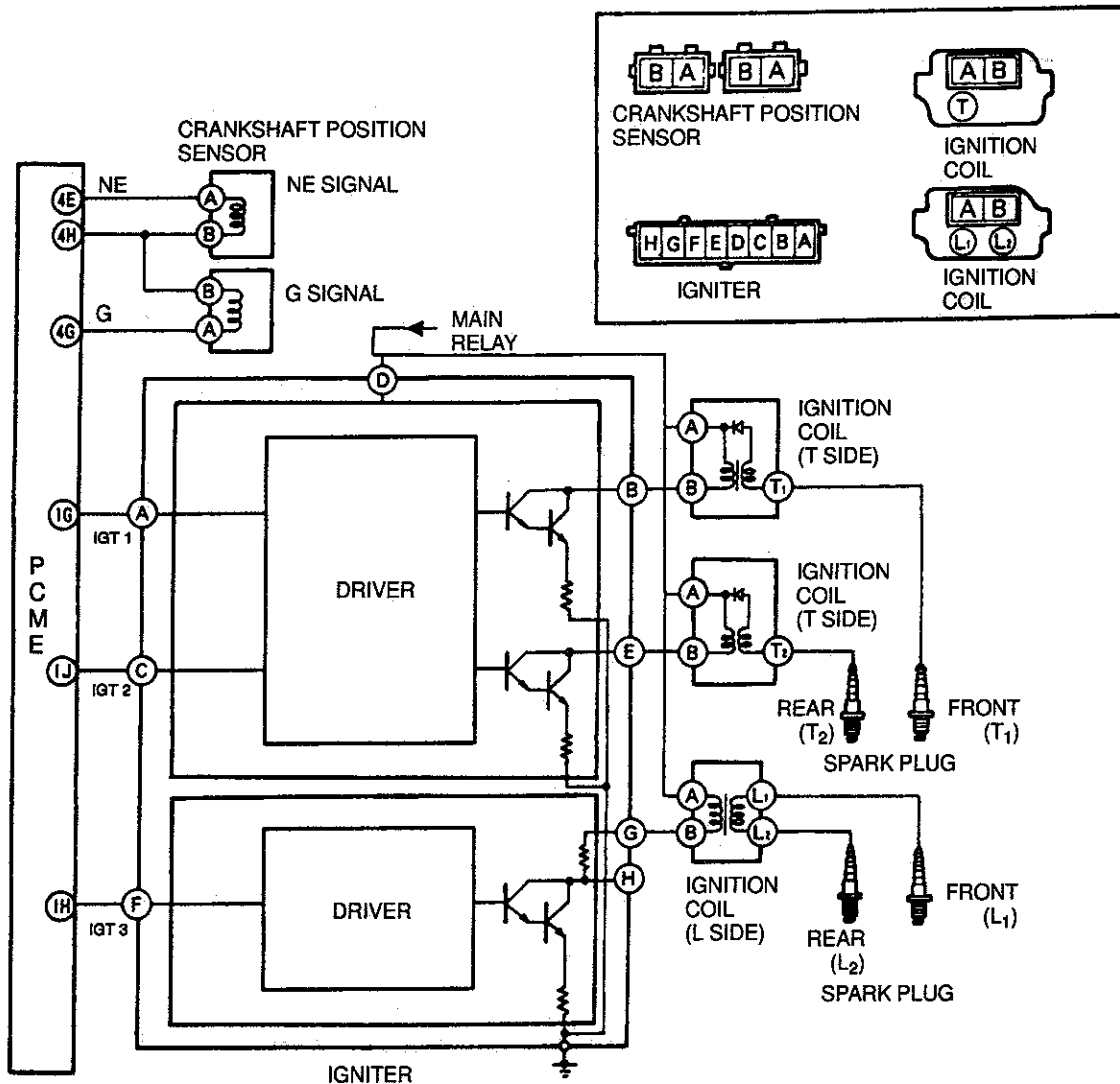 CRANKSHAFT POSITION
SENSOR
4E
NE
A
NE SIGNAL
4H
B
B
G SIGNAL
4G
G
A
B A
B A
CRANKSHAFT POSITION
SENSOR
A B
T
IGNITION
COIL
H G F E D C B A
IGNITER
A B
L1 L2
IGNITION
COIL
MAIN
RELAY
D
PCME
1G
IGT 1
A
1J
IGT 2
C
DRIVER
B
E
A
B
T1
IGNITION
COIL
(T SIDE)
A
B
T2
IGNITION
COIL
(T SIDE)
REAR
(T2)
FRONT
(T1)
SPARK PLUG
1H
IGT 3
F
DRIVER
G
H
A
B
L1
L2
IGNITION
COIL
(L SIDE)
REAR
(L2)
FRONT
(L1)
SPARK PLUG
IGNITER